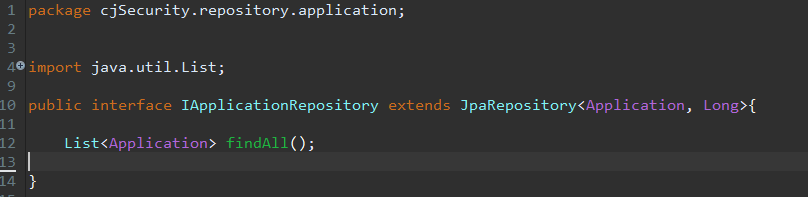 1 package cjSecurity.repository.application;
2
3
4 import java.util.List;
9
10 public interface IApplicationRepository extends JpaRepository<Application, Long>{
11
12     List<Application> findAll();
13
14 }